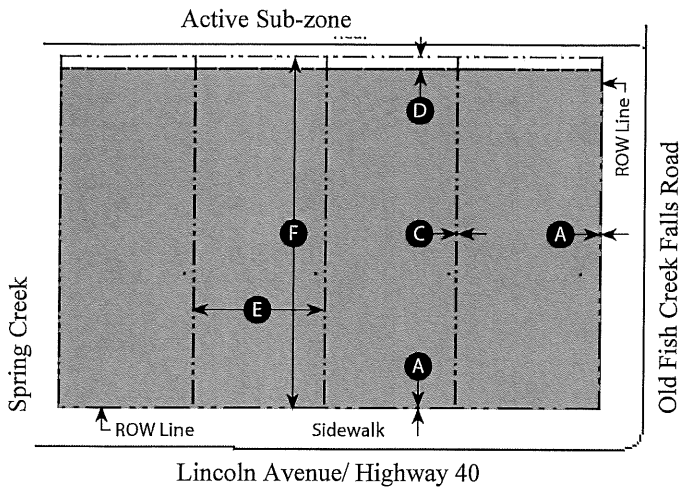 Active Sub-zone
D
ROW Line
F
C
A
E
A
Spring Creek
Old Fish Creek Falls Road
ROW Line
Sidewalk
Lincoln Avenue/ Highway 40